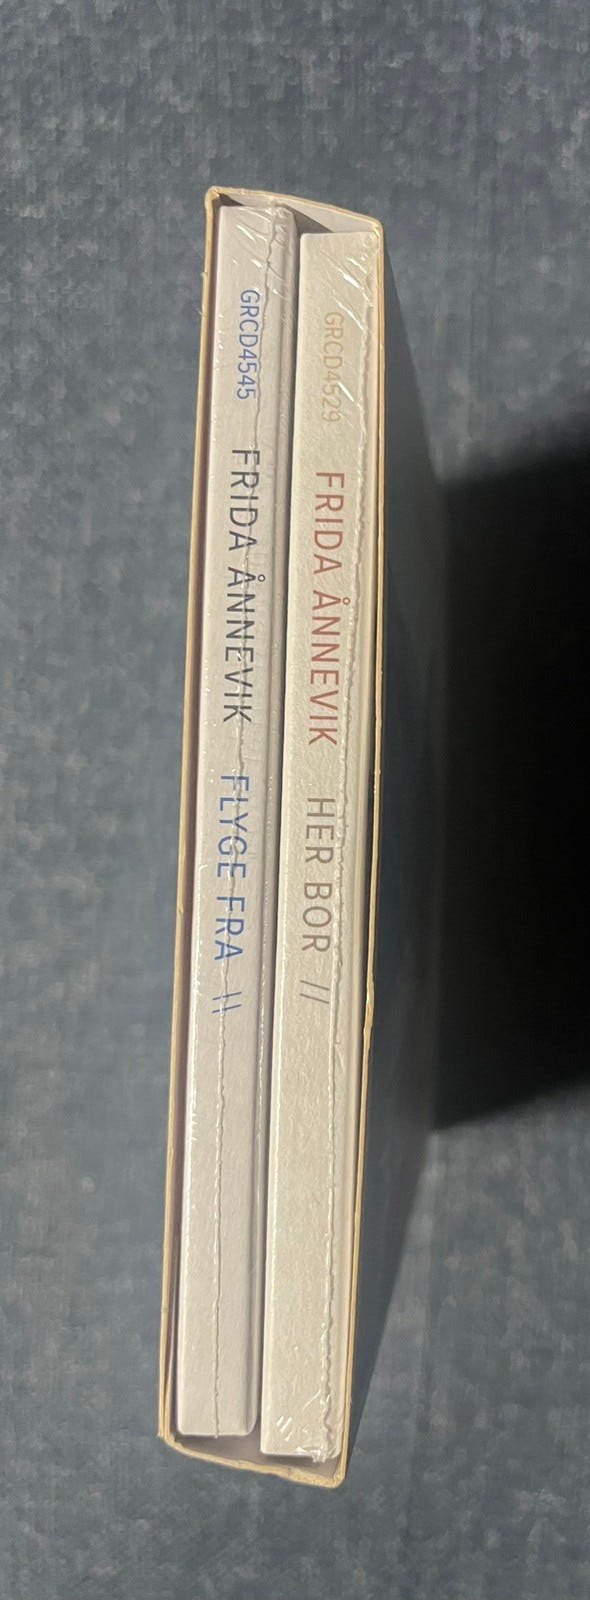 GRCD4545 FRIDA ÅNNEVIK FLYGE FRA \\
GRCD4529 FRIDA ÅNNEVIK HER BOR //